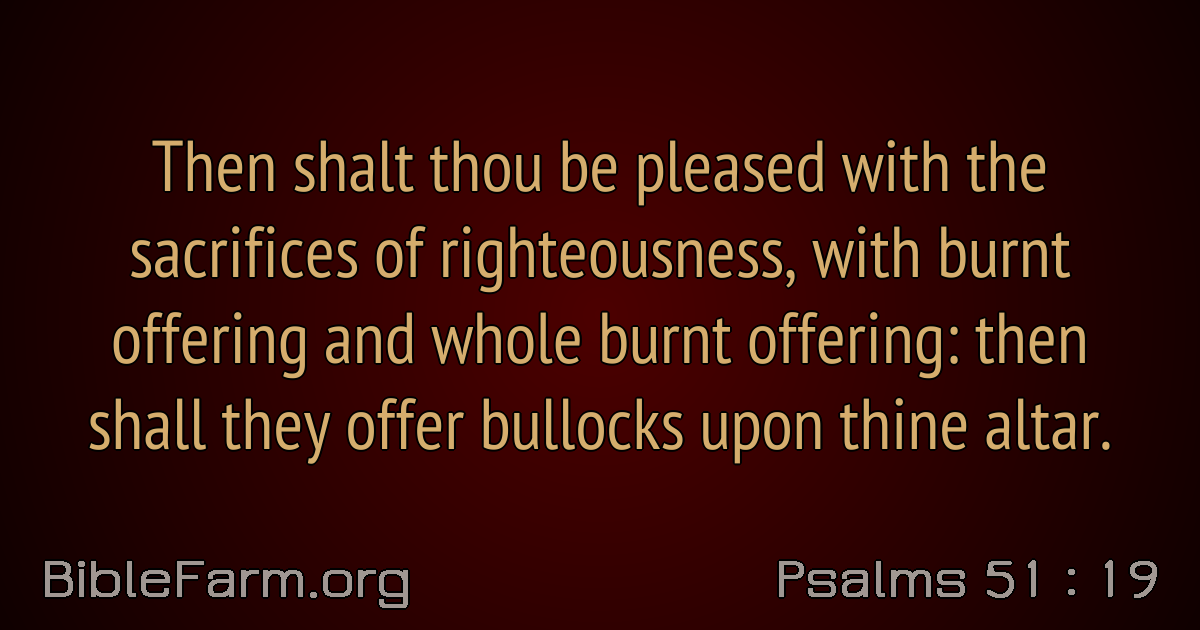 Then shalt thou be pleased with the
sacrifices of righteousness, with burnt
offering and whole burnt offering: then
shall they offer bullocks upon thine altar.
BibleFarm.org
Psalms 51 : 19